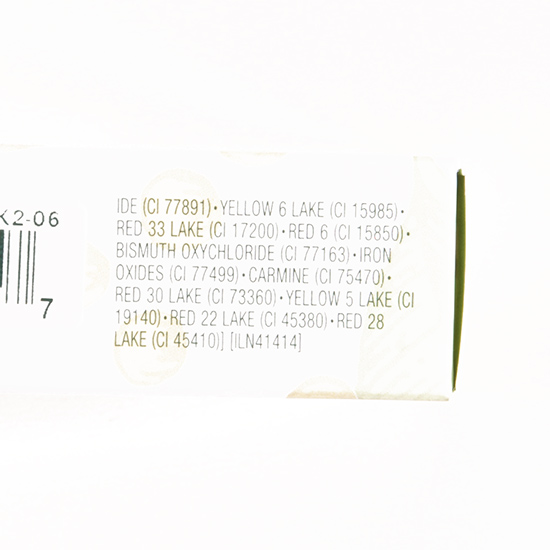 K2-06
7
IDE (CI 77891)•YELLOW 6 LAKE (CI 15985)•
RED 33 LAKE (CI 17200)•RED 6 (CI 15850)•
BISMUTH OXYCHLORIDE (CI 77163)•IRON
OXIDES (CI 77499)•CARMINE (CI 75470)•
RED 30 LAKE (CI 73360)•YELLOW 5 LAKE (CI
19140)•RED 22 LAKE (CI 45380)•RED 28
LAKE (CI 45410)] [ILN41414]